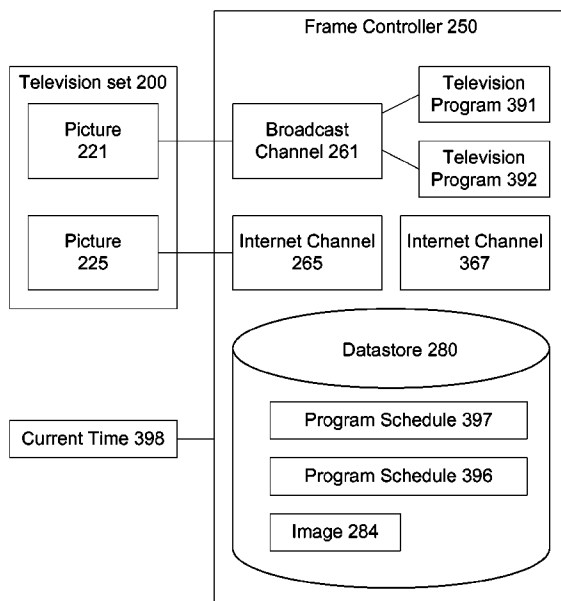 Frame Controller 250
Television set 200
Picture
221
Broadcast
Channel 261
Television
Program 391
Television
Program 392
Picture
225
Internet Channel
265
Internet Channel
367
Datastore 280
Program Schedule 397
Current Time 398
Program Schedule 396
Image 284